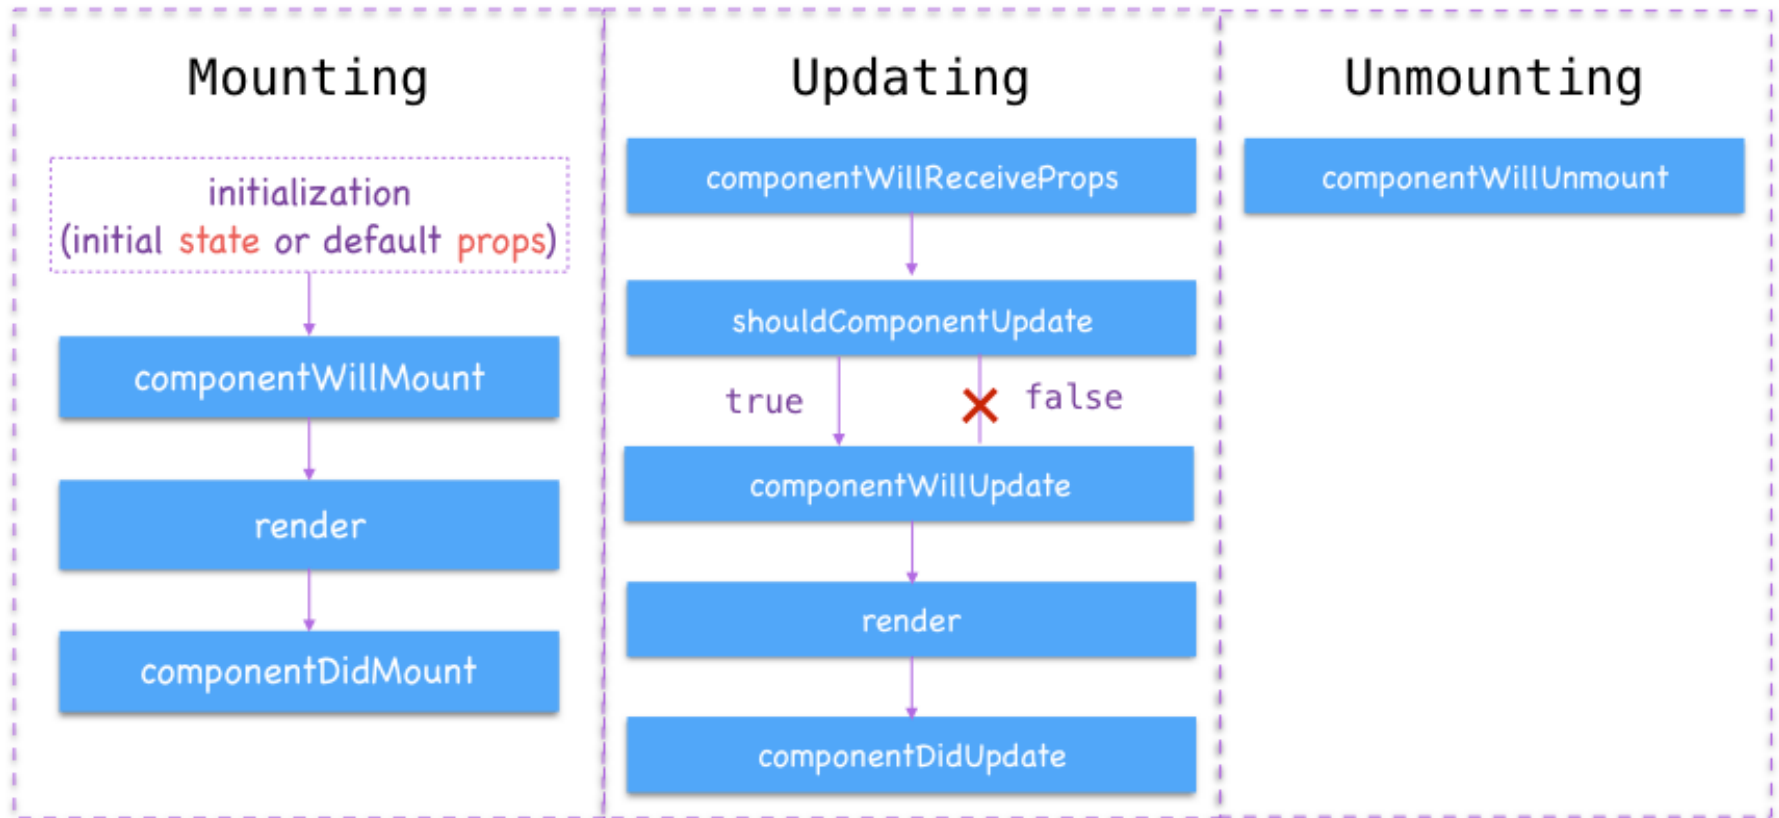 Mounting
initialization
(initial state or default props)
componentWillMount
render
componentDidMount
Updating
componentWillReceiveProps
shouldComponentUpdate
true
false
componentWillUpdate
render
componentDidUpdate
Unmounting
componentWillUnmount